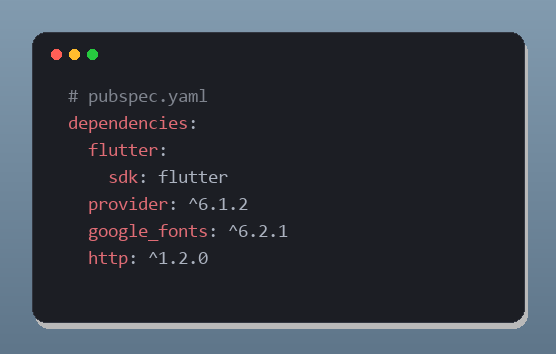 # pubspec.yaml
dependencies:
  flutter:
    sdk: flutter
  provider: ^6.1.2
  google_fonts: ^6.2.1
  http: ^1.2.0